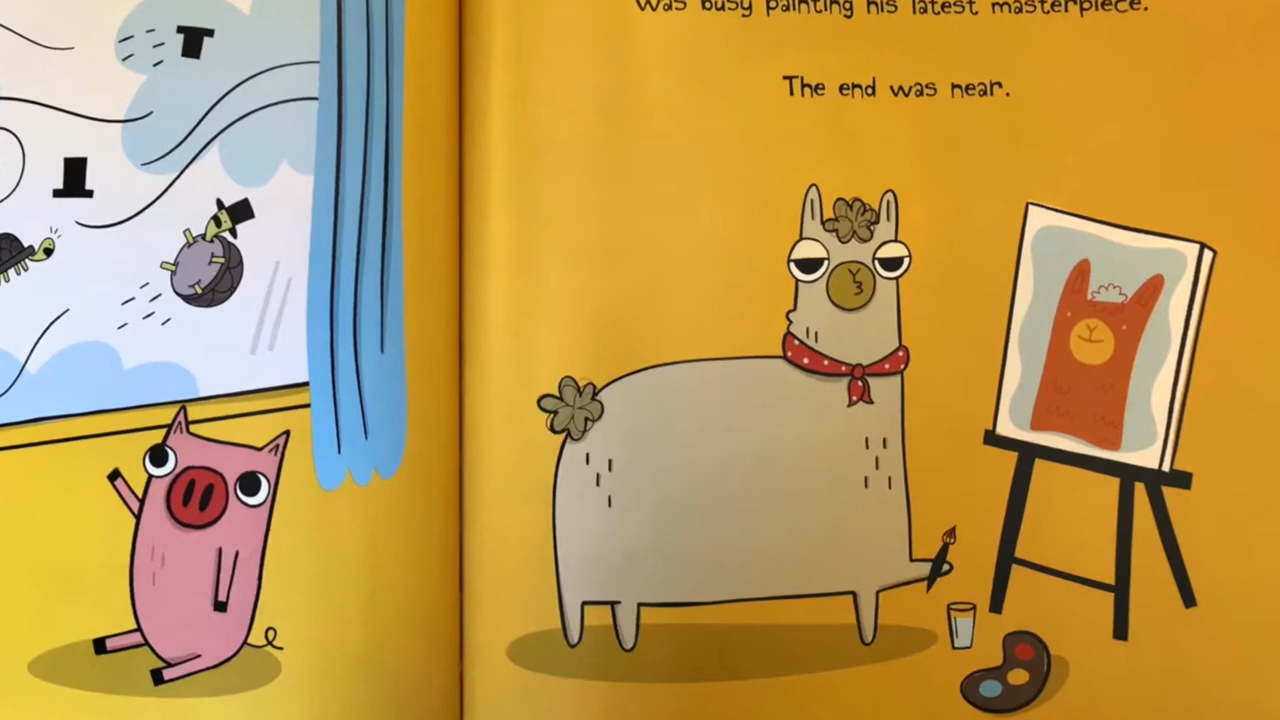 was busy painting his latest masterpiece.
The end was near.